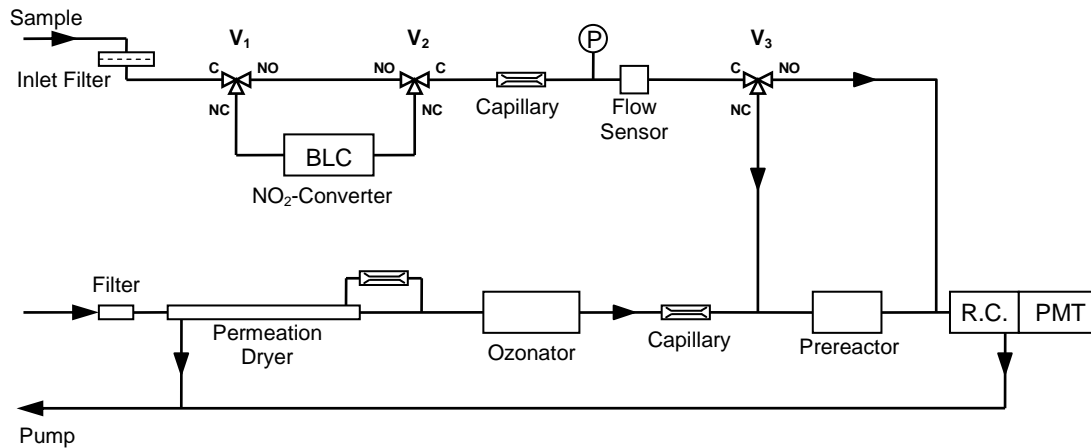 Sample
V1
V2
V3
P
C
NO
NO
C
C
NO
Inlet Filter
NC
NC
Capillary
Flow
Sensor
NC
BLC
NO2-Converter
Filter
Permeation
Dryer
Ozonator
Capillary
Prereactor
R.C.
PMT
Pump